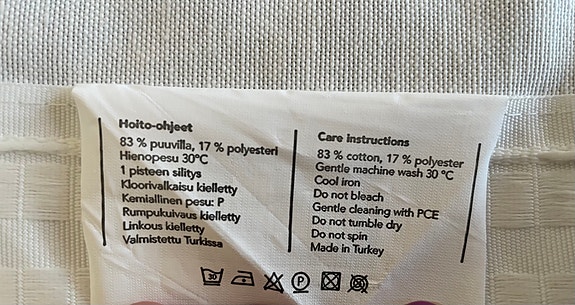 Hoito-ohjeet
83 % puuvilla, 17 % polyesteri
Hienopesu 30°C
1 pisteen silitys
Kloorivalkaisu kielletty
Kemiallinen pesu: P
Rumpukuivaus kielletty
Linkous kielletty
Valmistettu Turkissa
Care instructions
83 % cotton, 17 % polyester
Gentle machine wash 30 °C
Cool iron
Do not bleach
Gentle cleaning with PCE
Do not tumble dry
Do not spin
Made in Turkey
30 P